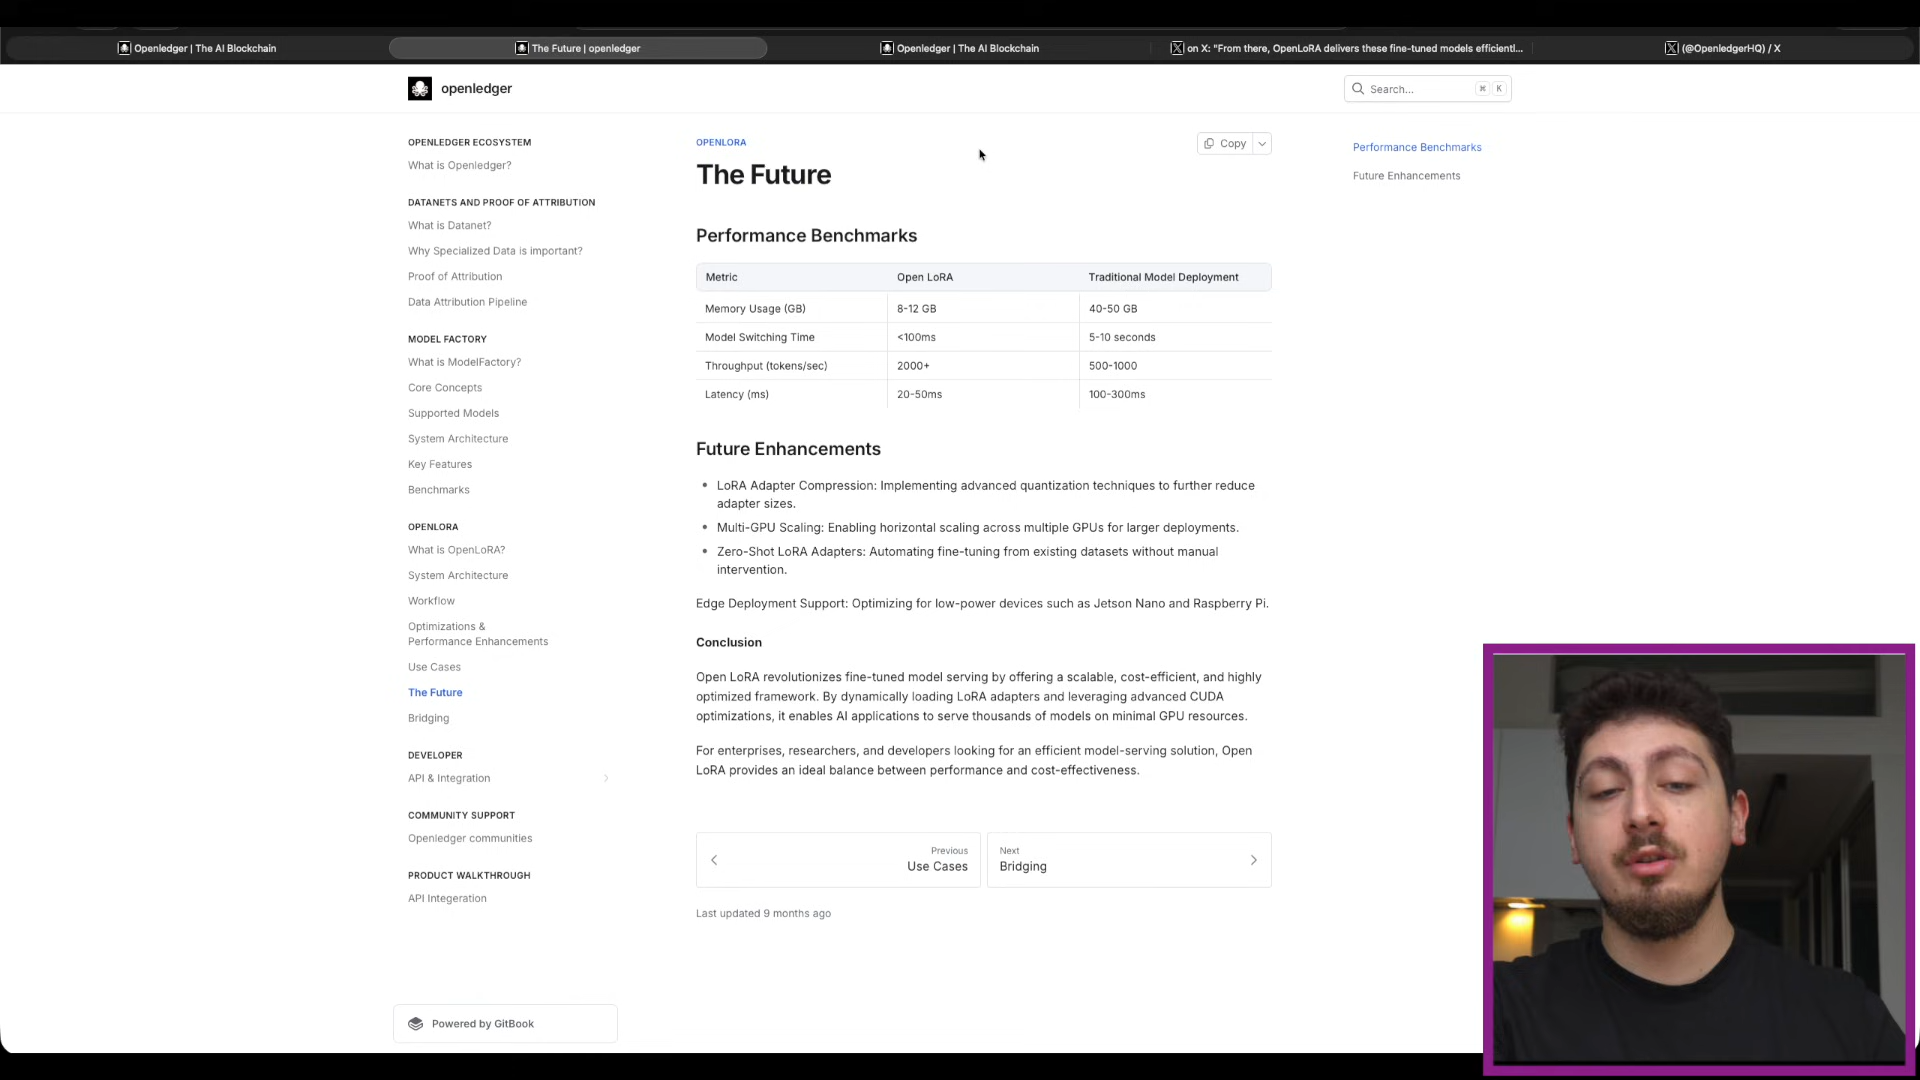 Openledger | The AI Blockchain
The Future | openledger
Openledger | The AI Blockchain
on X: "From there, OpenLoRA delivers these fine-tuned models efficientl...
(@OpenledgerHQ) / X
openledger
Search...
⌘ K
OPENLEDGER ECOSYSTEM
What is Openledger?
DATANETS AND PROOF OF ATTRIBUTION
What is Datanet?
Why Specialized Data is important?
Proof of Attribution
Data Attribution Pipeline
MODEL FACTORY
What is ModelFactory?
Core Concepts
Supported Models
System Architecture
Key Features
Benchmarks
OPENLORA
What is OpenLoRA?
System Architecture
Workflow
Optimizations &
Performance Enhancements
Use Cases
The Future
Bridging
DEVELOPER
API & Integration
COMMUNITY SUPPORT
Openledger communities
PRODUCT WALKTHROUGH
API Integeration
Powered by GitBook
OPENLORA
Copy
The Future
Performance Benchmarks
Metric Open LoRA Traditional Model Deployment
Memory Usage (GB) 8-12 GB 40-50 GB
Model Switching Time <100ms 5-10 seconds
Throughput (tokens/sec) 2000+ 500-1000
Latency (ms) 20-50ms 100-300ms
Future Enhancements
LoRA Adapter Compression: Implementing advanced quantization techniques to further reduce
adapter sizes.
Multi-GPU Scaling: Enabling horizontal scaling across multiple GPUs for larger deployments.
Zero-Shot LoRA Adapters: Automating fine-tuning from existing datasets without manual
intervention.
Edge Deployment Support: Optimizing for low-power devices such as Jetson Nano and Raspberry Pi.
Conclusion
Open LoRA revolutionizes fine-tuned model serving by offering a scalable, cost-efficient, and highly
optimized framework. By dynamically loading LoRA adapters and leveraging advanced CUDA
optimizations, it enables AI applications to serve thousands of models on minimal GPU resources.
For enterprises, researchers, and developers looking for an efficient model-serving solution, Open
LoRA provides an ideal balance between performance and cost-effectiveness.
Previous
Use Cases
Next
Bridging
Last updated 9 months ago
Performance Benchmarks
Future Enhancements